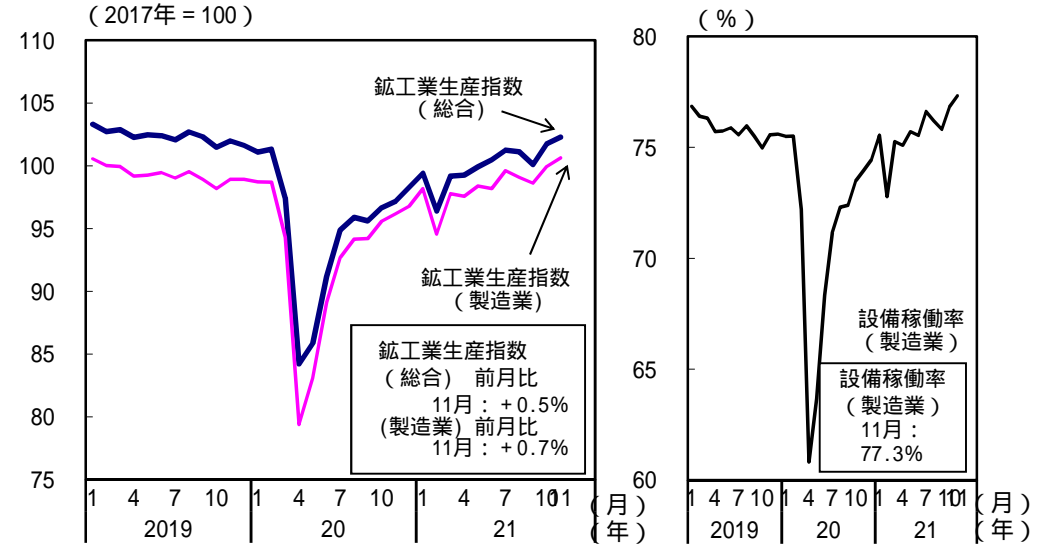 （2017年＝100）
110
105
100
95
90
85
80
75
鉱工業生産指数
（総合）
鉱工業生産指数
（製造業）
鉱工業生産指数
（総合） 前月比
11月：＋0.5%
(製造業) 前月比
11月：＋0.7%
1 4 7 10 1 4 7 10 1 4 7 10 11 （月）
2019 20 21 （年）
（%）
80
75
70
65
60
設備稼働率
（製造業）
設備稼働率
（製造業）
11月：
77.3%
1 4 7 10 1 4 7 10 1 4 7 10 11 （月）
2019 20 21 （年）